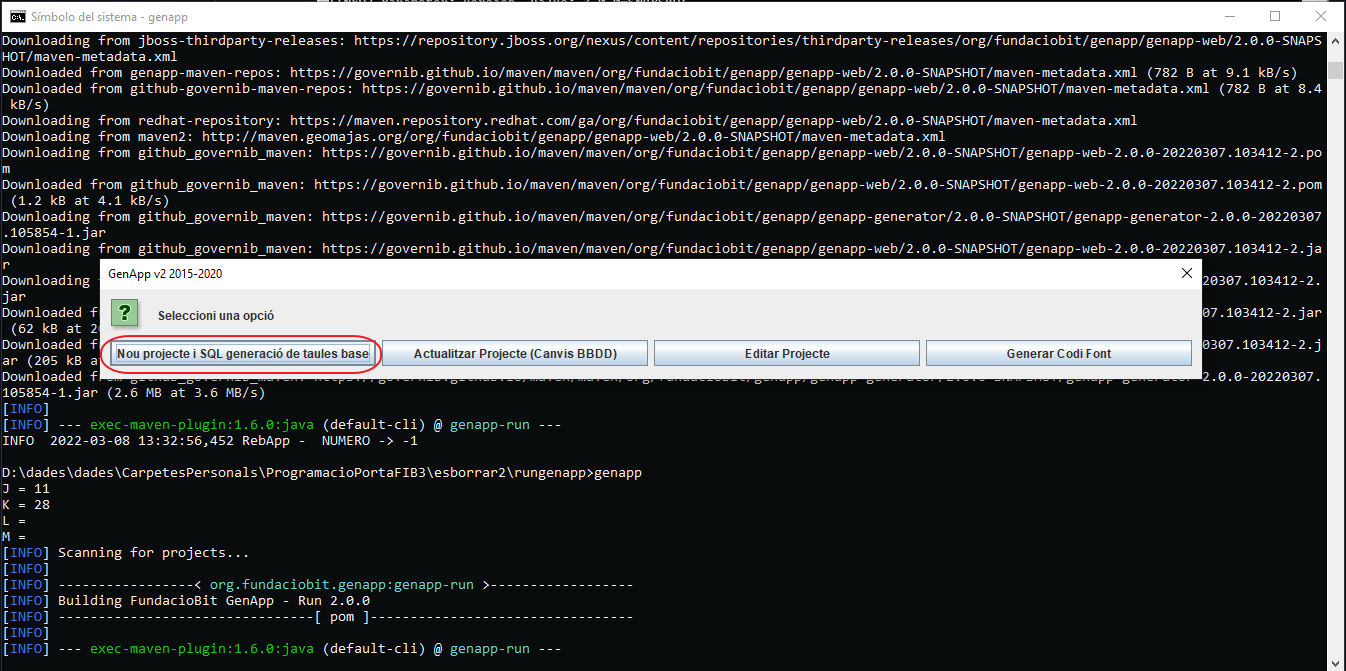 Símbolo del sistema - genapp
Downloading from jboss-thirdparty-releases: https://repository.jboss.org/nexus/content/repositories/thirdparty-releases/org/fundaciobit/genapp/genapp-web/2.0.0-SNAPS
HOT/maven-metadata.xml
Downloaded from genapp-maven-repos: https://governib.github.io/maven/maven/org/fundaciobit/genapp/genapp-web/2.0.0-SNAPSHOT/maven-metadata.xml (782 B at 9.1 kB/s)
Downloaded from github-governib-maven-repos: https://governib.github.io/maven/maven/org/fundaciobit/genapp/genapp-web/2.0.0-SNAPSHOT/maven-metadata.xml (782 B at 8.4
 kB/s)
Downloading from redhat-repository: https://maven.repository.redhat.com/ga/org/fundaciobit/genapp/genapp-web/2.0.0-SNAPSHOT/maven-metadata.xml
Downloading from maven2: http://maven.geomajas.org/org/fundaciobit/genapp/genapp-web/2.0.0-SNAPSHOT/maven-metadata.xml
Downloading from github_governib_maven: https://governib.github.io/maven/maven/org/fundaciobit/genapp/genapp-web/2.0.0-SNAPSHOT/genapp-web-2.0.0-20220307.103412-2.po
m
Downloaded from github_governib_maven: https://governib.github.io/maven/maven/org/fundaciobit/genapp/genapp-web/2.0.0-SNAPSHOT/genapp-web-2.0.0-20220307.103412-2.pom
 (1.2 kB at 4.1 kB/s)
Downloading from github_governib_maven: https://governib.github.io/maven/maven/org/fundaciobit/genapp/genapp-generator/2.0.0-SNAPSHOT/genapp-generator-2.0.0-20220307
.105854-1.jar
Downloading from github_governib_maven: https://governib.github.io/maven/maven/org/fundaciobit/genapp/genapp-web/2.0.0-SNAPSHOT/genapp-web-2.0.0-20220307.103412-2.ja
r
Downloading 20307.103412-2.
jar
Downloaded f 07.103412-2.jar
 (62 kB at 2
Downloaded f 307.103412-2.j
ar (205 kB a
Downloaded f 2.0.0-20220307.
105854-1.jar (2.6 MB at 3.6 MB/s)
GenApp v2 2015-2020
Seleccioni una opció
Nou projecte i SQL generació de taules base
Actualitzar Projecte (Canvis BBDD)
Editar Projecte
Generar Codi Font
[INFO]
[INFO] --- exec-maven-plugin:1.6.0:java (default-cli) @ genapp-run ---
INFO  2022-03-08 13:32:56,452 RebApp -  NUMERO -> -1
D:\dades\dades\CarpetesPersonals\ProgramacioPortaFIB3\esborrar2\rungenapp>genapp
J = 11
K = 28
L =
M =
[INFO] Scanning for projects...
[INFO]
[INFO] -----------------< org.fundaciobit.genapp:genapp-run >------------------
[INFO] Building FundacioBit GenApp - Run 2.0.0
[INFO] --------------------------------[ pom ]---------------------------------
[INFO]
[INFO] --- exec-maven-plugin:1.6.0:java (default-cli) @ genapp-run ---